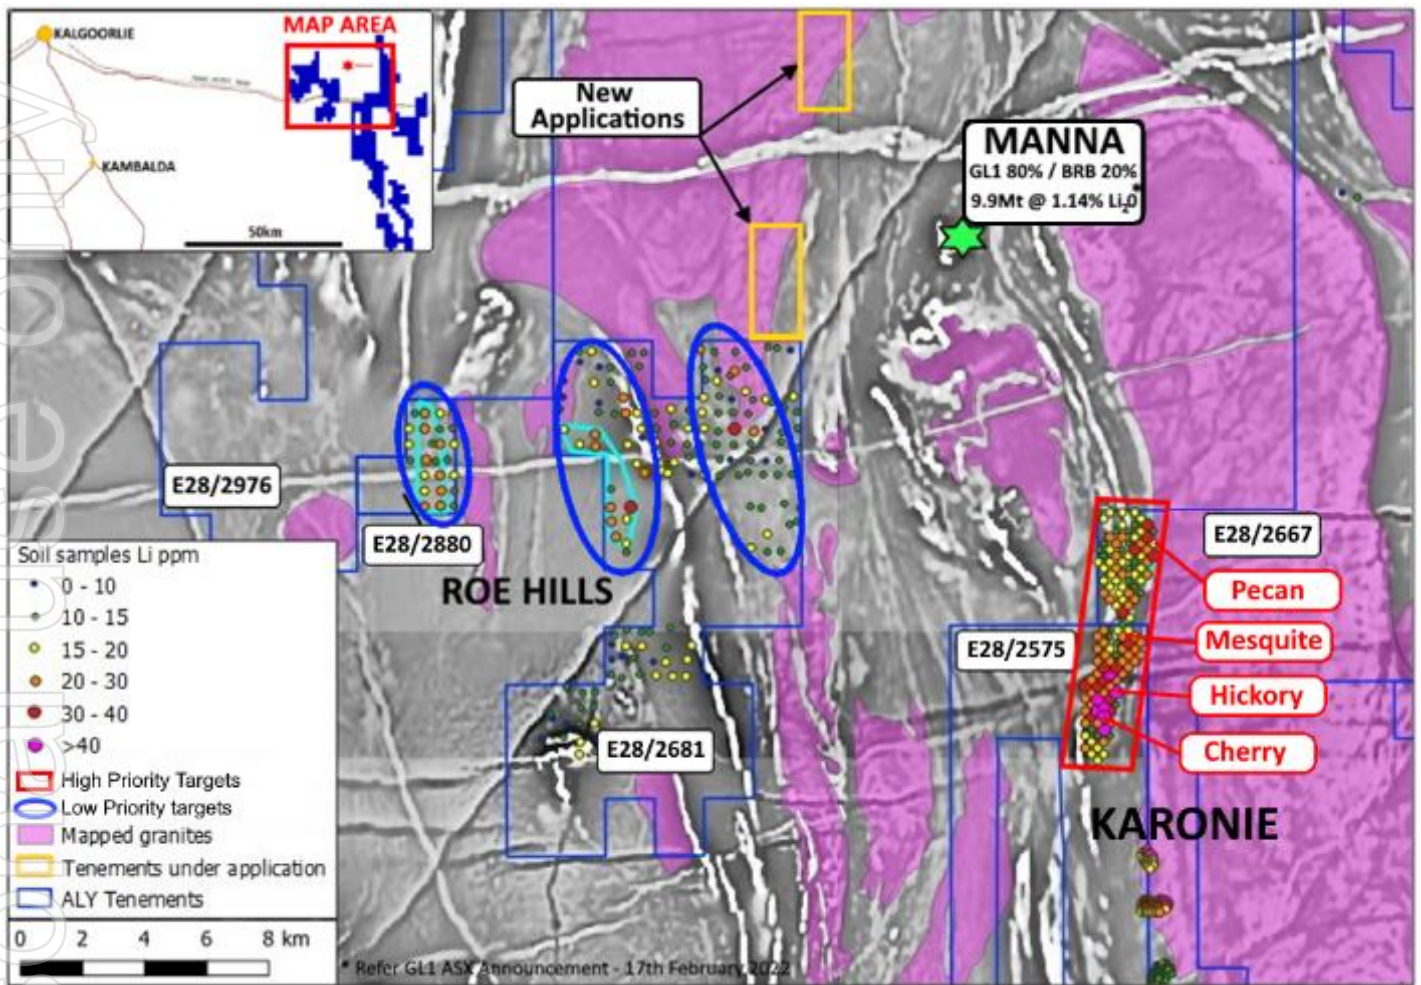 KALGOORLIE
KAMBALDA
MAP AREA
50km
New
Applications
MANNA
GL1 80% / BRB 20%
9.9Mt @ 1.14% Li2O*
E28/2976
E28/2880
ROE HILLS
E28/2667
Pecan
Mesquite
E28/2575
Hickory
Cherry
E28/2681
KARONIE
Soil samples Li ppm
0 - 10
10 - 15
15 - 20
20 - 30
30 - 40
>40
High Priority Targets
Low Priority targets
Mapped granites
Tenements under application
ALY Tenements
0 2 4 6 8 km
* Refer GL1 ASX Announcement - 17th February 2022